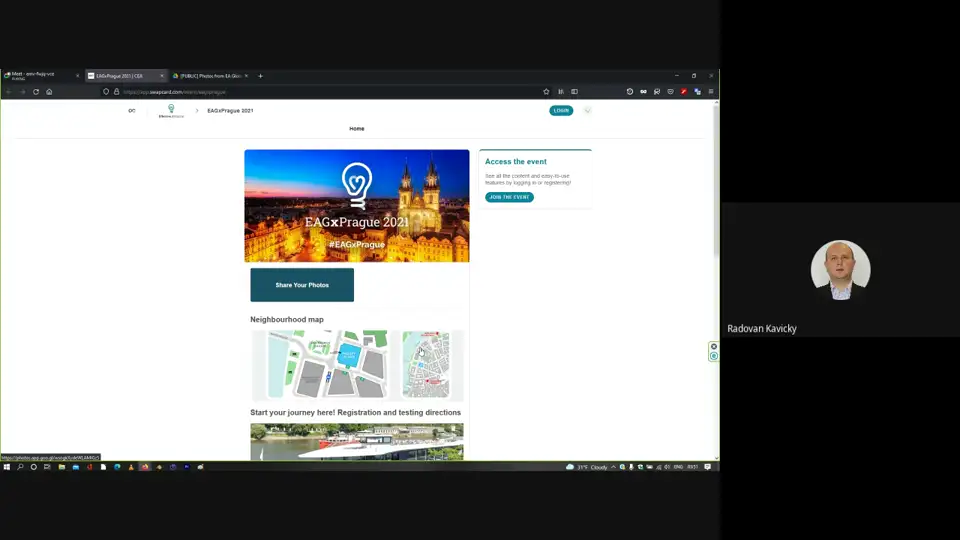 EAGxPrague 2021 | CEA
[PUBLIC] Photos from EA Glo
EAGxPrague 2021
LOGIN
Home
EAGxPrague 2021
#EAGxPrague
Access the event
See all the content and easy-to-use
features by logging in or registering!
JOIN THE EVENT
Share Your Photos
Neighbourhood map
Start your journey here! Registration and testing directions
Radovan Kavicky
31°F Cloudy
ENG